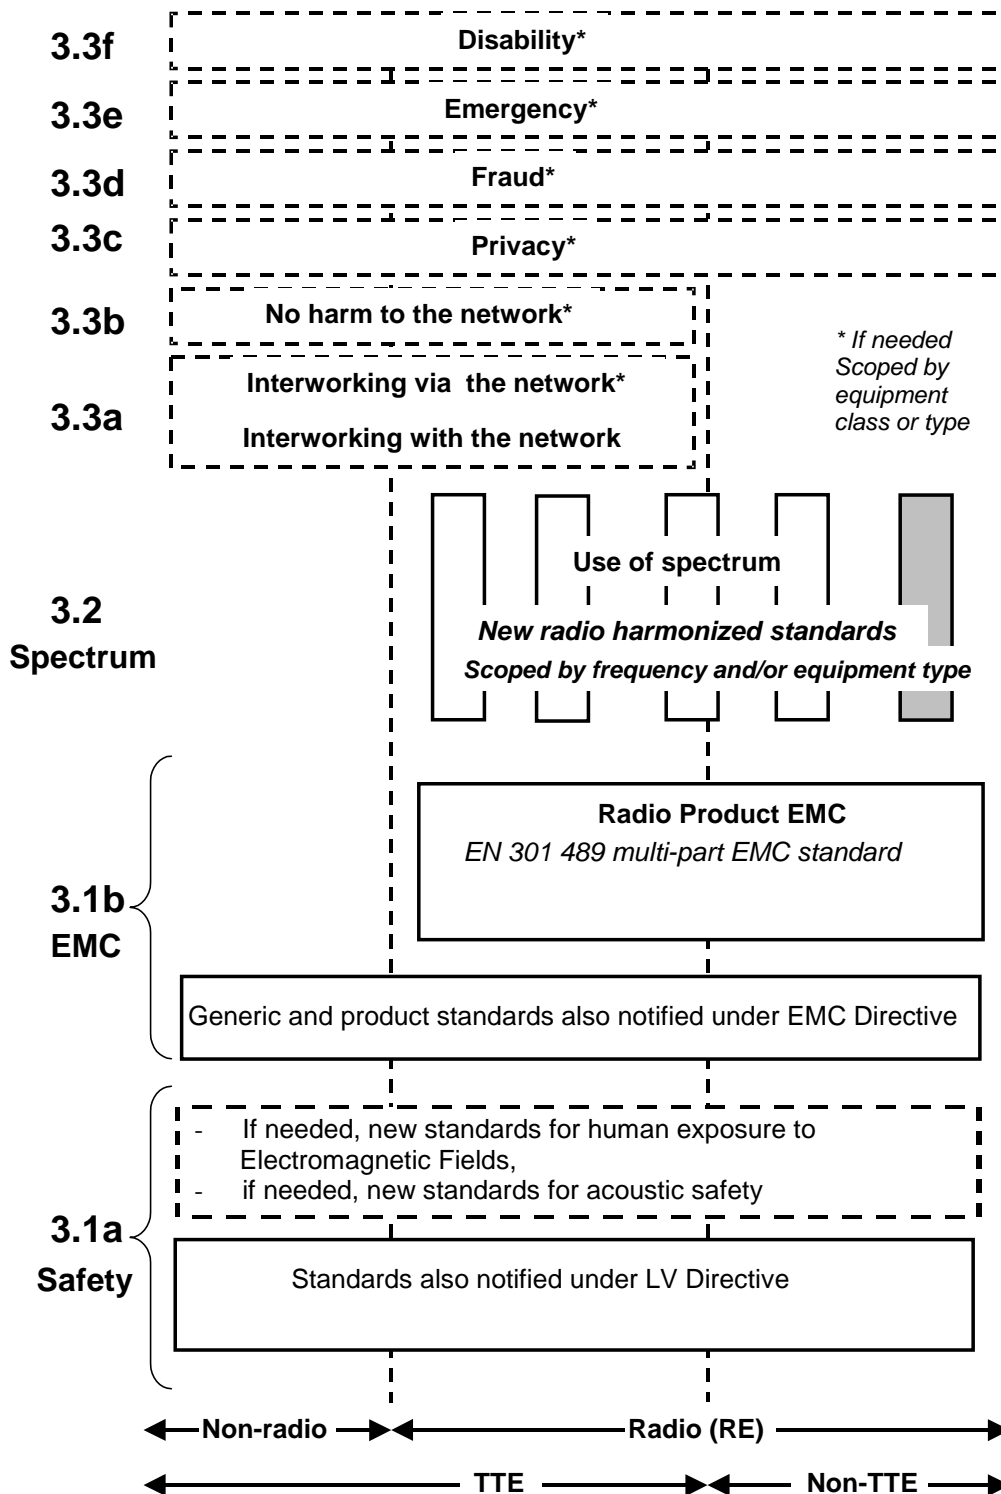 3.3f
Disability*
3.3e
Emergency*
3.3d
Fraud*
3.3c
Privacy*
3.3b
No harm to the network*
* If needed
Scoped by
equipment
class or type
3.3a
Interworking via the network*
Interworking with the network
Use of spectrum
3.2
Spectrum
New radio harmonized standards
Scoped by frequency and/or equipment type
Radio Product EMC
EN 301 489 multi-part EMC standard
3.1b
EMC
Generic and product standards also notified under EMC Directive
- If needed, new standards for human exposure to
Electromagnetic Fields,
- if needed, new standards for acoustic safety
3.1a
Safety
Standards also notified under LV Directive
Non-radio
Radio (RE)
TTE
Non-TTE